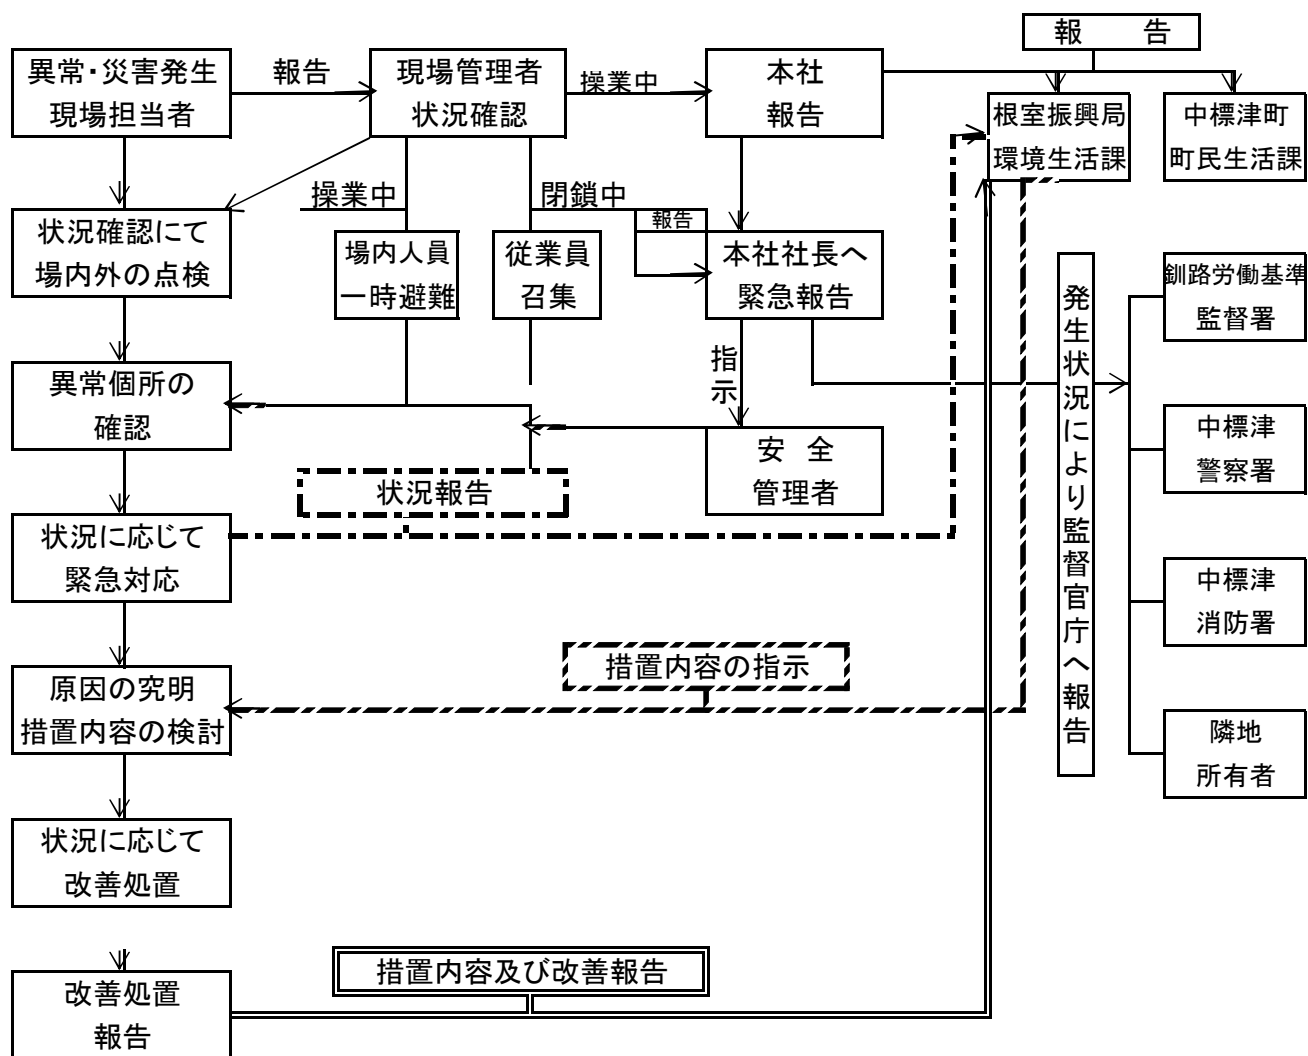 報　告
異常・災害発生
現場担当者
報告
現場管理者
状況確認
操業中
本社
報告
根室振興局
環境生活課
中標津町
町民生活課
操業中
閉鎖中
報告
状況確認にて
場内外の点検
場内人員
一時避難
従業員
召集
本社社長へ
緊急報告
発生状況により監督官庁へ報告
釧路労働基準
監督署
指示
異常個所の
確認
安　全
管理者
中標津
警察署
状況報告
状況に応じて
緊急対応
中標津
消防署
措置内容の指示
原因の究明
措置内容の検討
隣地
所有者
状況に応じて
改善処置
措置内容及び改善報告
改善処置
報告